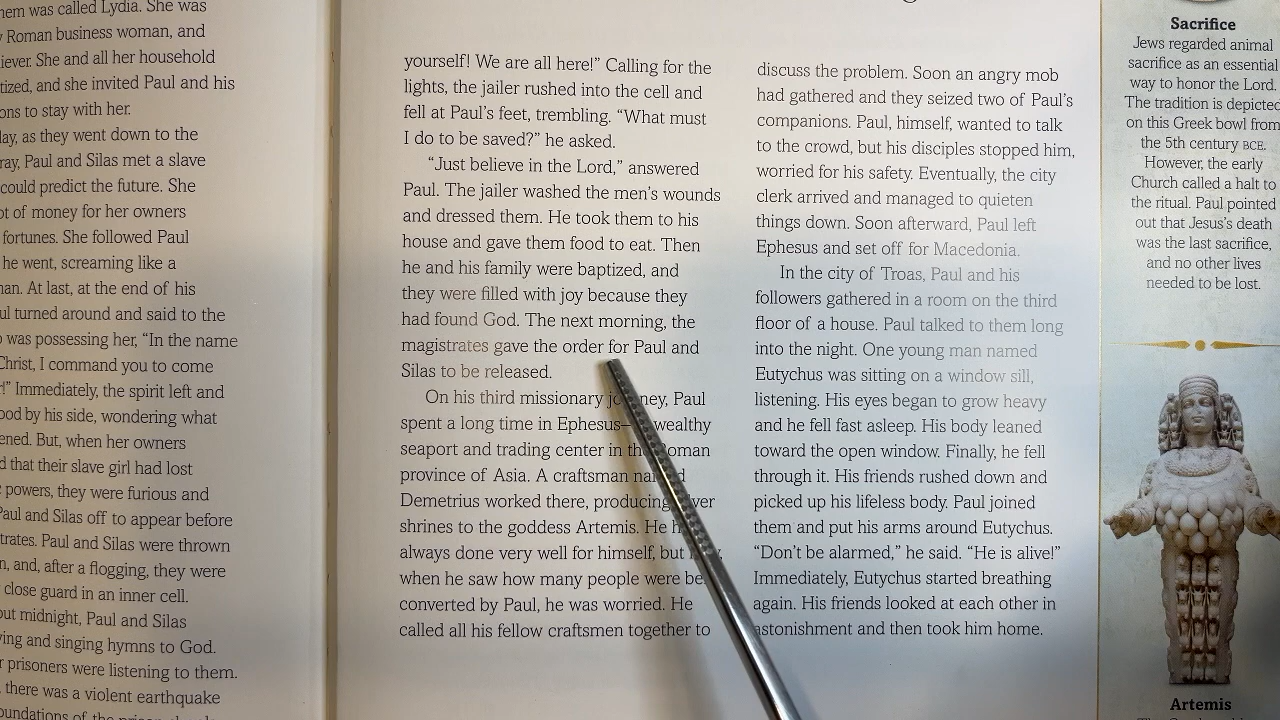 hem was called Lydia. She was
Roman business woman, and
iever. She and all her household
tized, and she invited Paul and his
ons to stay with her.
lay, as they went down to the
ray, Paul and Silas met a slave
could predict the future. She
ot of money for her owners
fortunes. She followed Paul
he went, screaming like a
nan. At last, at the end of his
ul turned around and said to the
was possessing her, “In the name
Christ, I command you to come
!” Immediately, the spirit left and
ood by his side, wondering what
ened. But, when her owners
d that their slave girl had lost
powers, they were furious and
Paul and Silas off to appear before
trates. Paul and Silas were thrown
n, and, after a flogging, they were
close guard in an inner cell.
out midnight, Paul and Silas
ying and singing hymns to God.
r prisoners were listening to them.
there was a violent earthquake
oundations of the
yourself! We are all here!” Calling for the
lights, the jailer rushed into the cell and
fell at Paul’s feet, trembling. “What must
I do to be saved?” he asked.
“Just believe in the Lord,” answered
Paul. The jailer washed the men’s wounds
and dressed them. He took them to his
house and gave them food to eat. Then
he and his family were baptized, and
they were filled with joy because they
had found God. The next morning, the
magistrates gave the order for Paul and
Silas to be released.
On his third missionary ney, Paul
spent a long time in Ephesus— wealthy
seaport and trading center in the Roman
province of Asia. A craftsman na d
Demetrius worked there, producing ver
shrines to the goddess Artemis. He h
always done very well for himself, but
when he saw how many people were be
converted by Paul, he was worried. He
called all his fellow craftsmen together to
discuss the problem. Soon an angry mob
had gathered and they seized two of Paul’s
companions. Paul, himself, wanted to talk
to the crowd, but his disciples stopped him,
worried for his safety. Eventually, the city
clerk arrived and managed to quieten
things down. Soon afterward, Paul left
Ephesus and set off for Macedonia.
In the city of Troas, Paul and his
followers gathered in a room on the third
floor of a house. Paul talked to them long
into the night. One young man named
Eutychus was sitting on a window sill,
listening. His eyes began to grow heavy
and he fell fast asleep. His body leaned
toward the open window. Finally, he fell
through it. His friends rushed down and
picked up his lifeless body. Paul joined
them and put his arms around Eutychus.
“Don’t be alarmed,” he said. “He is alive!”
Immediately, Eutychus started breathing
again. His friends looked at each other in
astonishment and then took him home.
Sacrifice
Jews regarded animal
sacrifice as an essential
way to honor the Lord.
The tradition is depicted
on this Greek bowl from
the 5th century BCE.
However, the early
Church called a halt to
the ritual. Paul pointed
out that Jesus’s death
was the last sacrifice,
and no other lives
needed to be lost.
Artemis